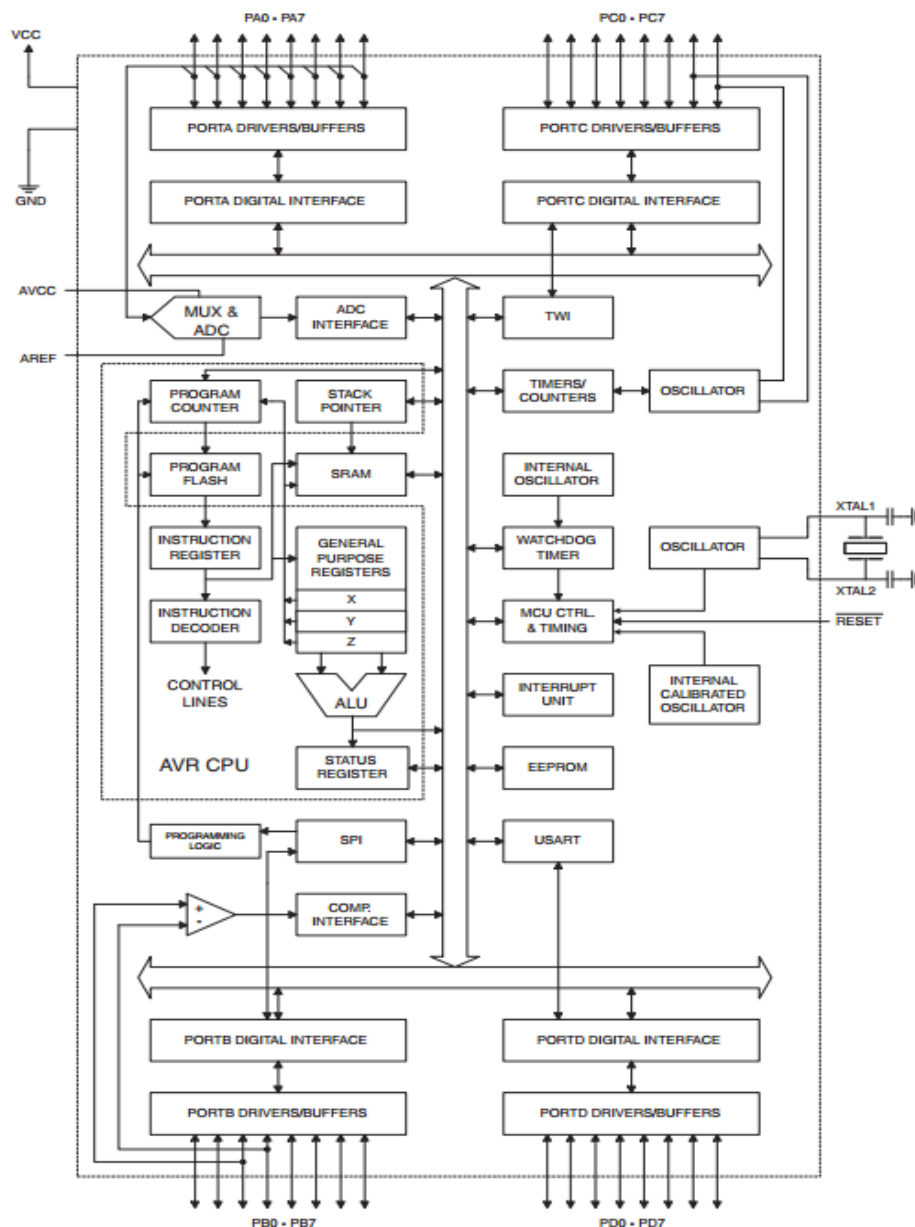 PA0 - PA7
PC0 - PC7
VCC
PORTA DRIVERS/BUFFERS
PORTC DRIVERS/BUFFERS
GND
PORTA DIGITAL INTERFACE
PORTC DIGITAL INTERFACE
AVCC
MUX &
ADC
ADC
INTERFACE
TWI
AREF
PROGRAM
COUNTER
STACK
POINTER
TIMERS/
COUNTERS
OSCILLATOR
PROGRAM
FLASH
SRAM
INTERNAL
OSCILLATOR
XTAL1
INSTRUCTION
REGISTER
GENERAL
PURPOSE
REGISTERS
WATCHDOG
TIMER
OSCILLATOR
XTAL2
X
INSTRUCTION
DECODER
Y
MCU CTRL.
& TIMING
RESET
Z
CONTROL
LINES
ALU
INTERRUPT
UNIT
INTERNAL
CALIBRATED
OSCILLATOR
AVR CPU
STATUS
REGISTER
EEPROM
PROGRAMMING
LOGIC
SPI
USART
+
-
COMP.
INTERFACE
PORTB DIGITAL INTERFACE
PORTD DIGITAL INTERFACE
PORTB DRIVERS/BUFFERS
PORTD DRIVERS/BUFFERS
PB0 - PB7
PD0 - PD7